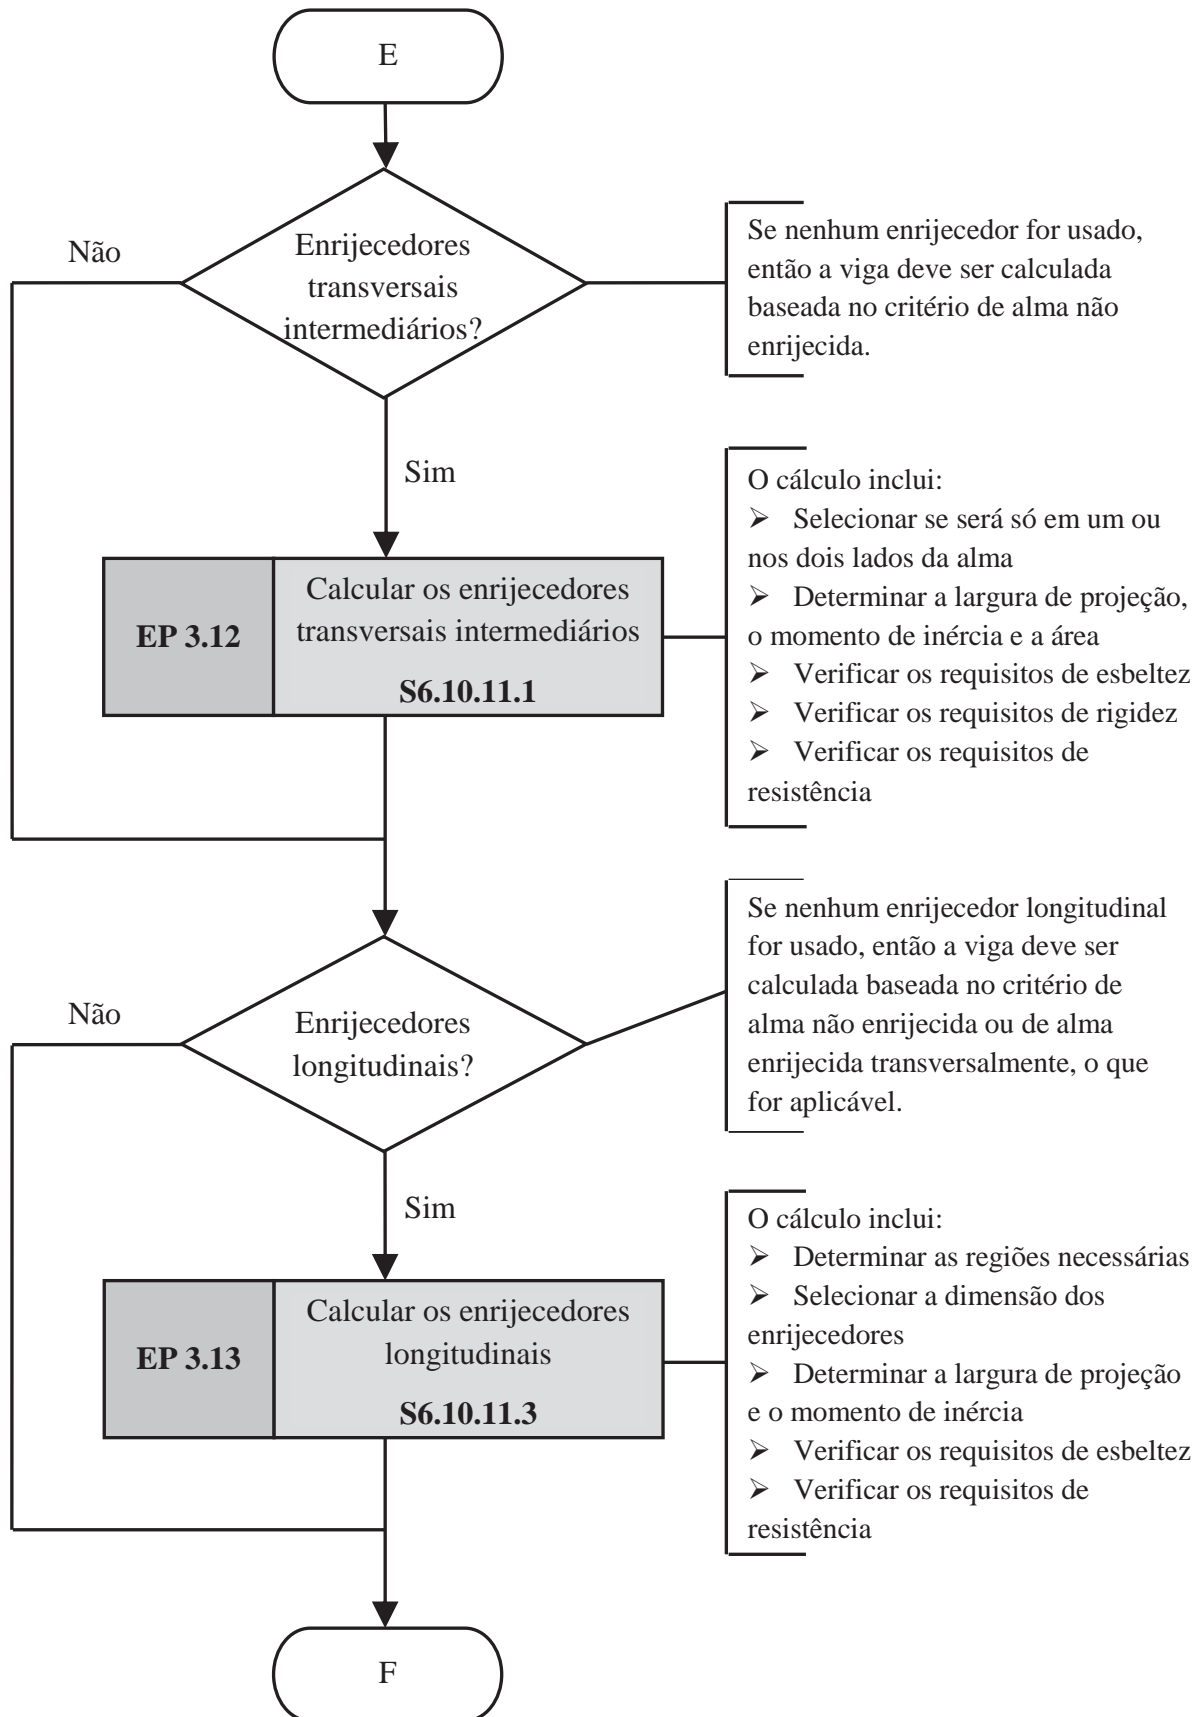 E
Não
Enrijecedores
transversais
intermediários?
Se nenhum enrijecedor for usado,
então a viga deve ser calculada
baseada no critério de alma não
enrijecida.
Sim
EP 3.12
Calcular os enrijecedores
transversais intermediários
S6.10.11.1
O cálculo inclui:
➢ Selecionar se será só em um ou
nos dois lados da alma
➢ Determinar a largura de projeção,
o momento de inércia e a área
➢ Verificar os requisitos de esbeltez
➢ Verificar os requisitos de rigidez
➢ Verificar os requisitos de
resistência
Não
Enrijecedores
longitudinais?
Se nenhum enrijecedor longitudinal
for usado, então a viga deve ser
calculada baseada no critério de
alma não enrijecida ou de alma
enrijecida transversalmente, o que
for aplicável.
Sim
EP 3.13
Calcular os enrijecedores
longitudinais
S6.10.11.3
O cálculo inclui:
➢ Determinar as regiões necessárias
➢ Selecionar a dimensão dos
enrijecedores
➢ Determinar a largura de projeção
e o momento de inércia
➢ Verificar os requisitos de esbeltez
➢ Verificar os requisitos de
resistência
F